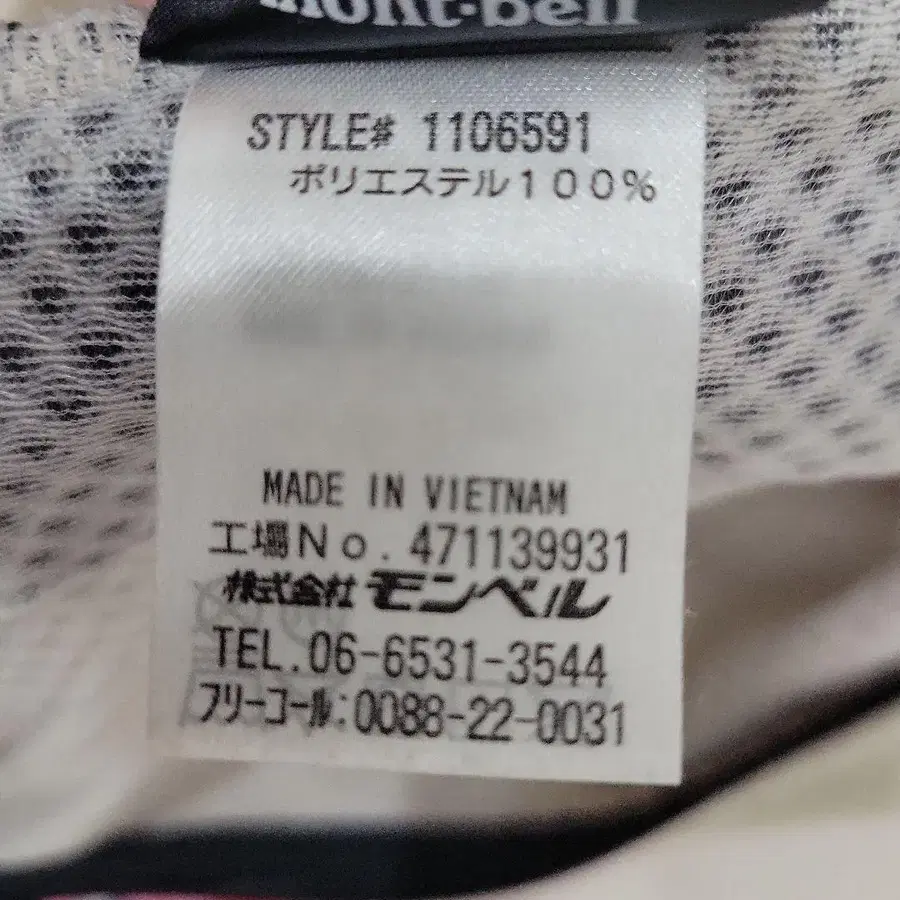 mont-bell
STYLE# 1106591
ポリエステル100%
MADE IN VIETNAM
工場No. 471139931
株式会社 モンベル
TEL.06-6531-3544
フリーコール:0088-22-0031